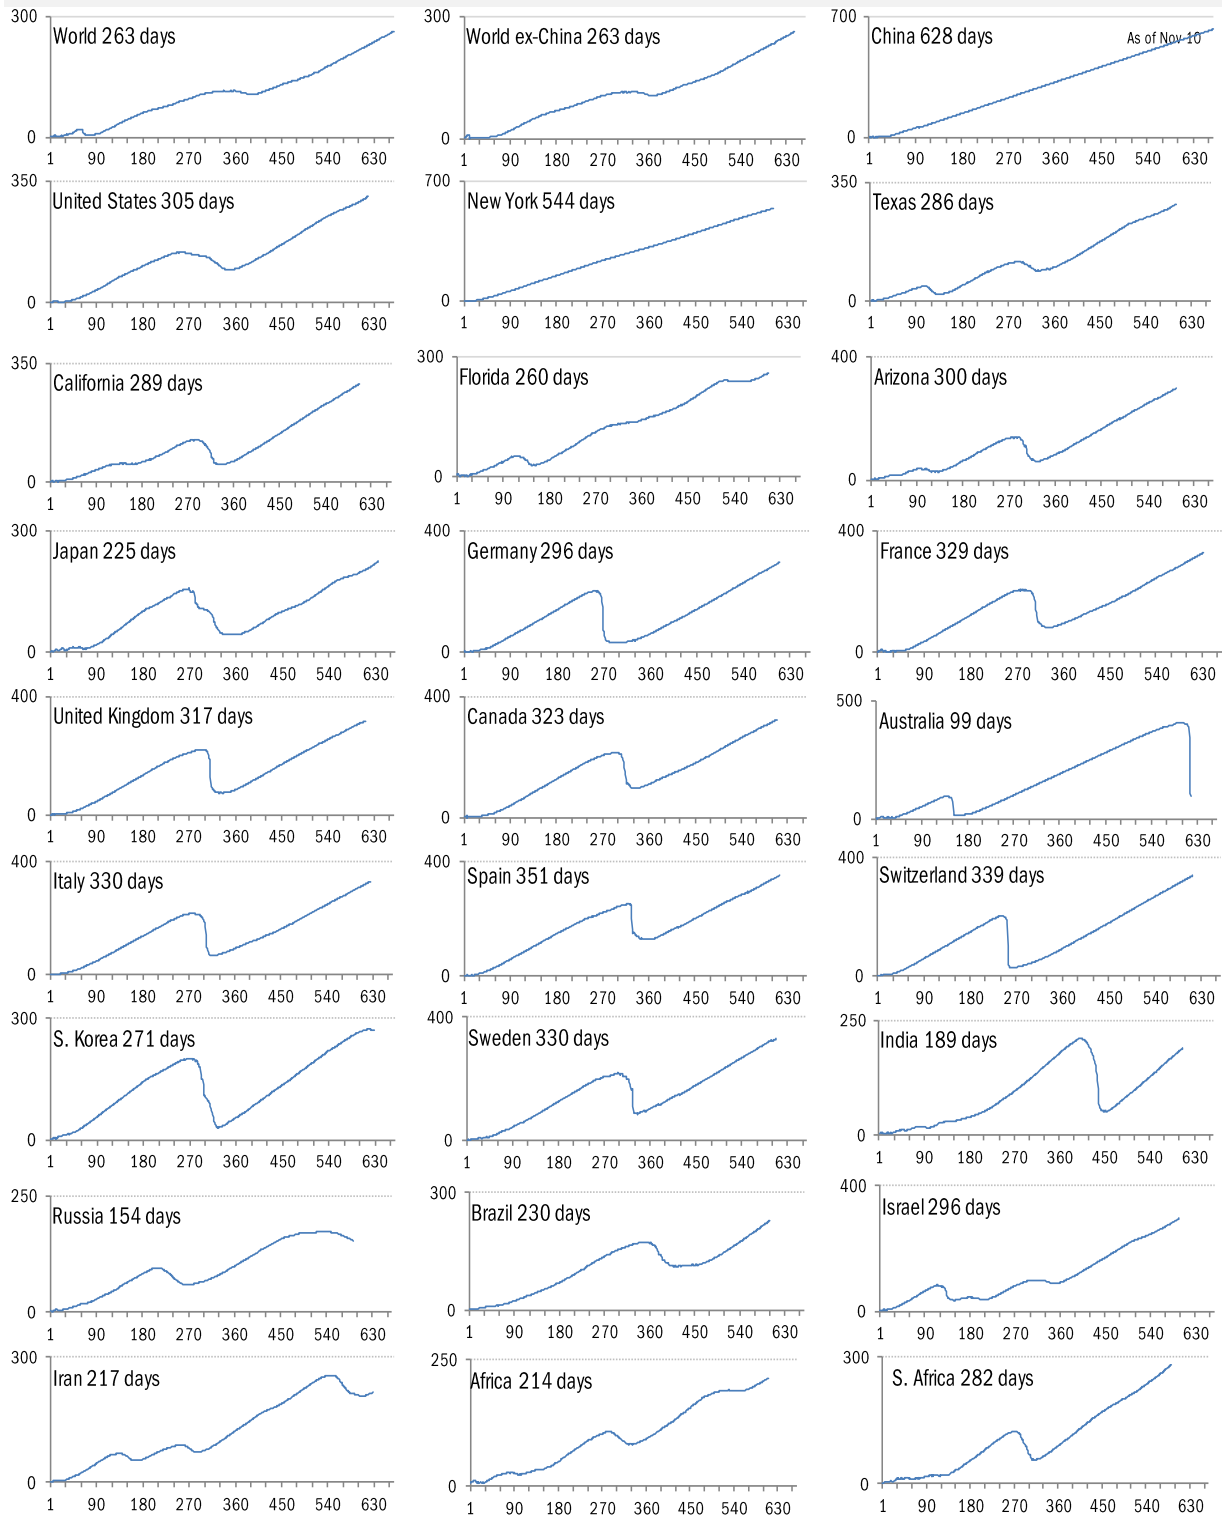 300
World 263 days
0
1 90 180 270 360 450 540 630
300
World ex-China 263 days
0
1 90 180 270 360 450 540 630
700
China 628 days
As of Nov 10
0
1 90 180 270 360 450 540 630
350
United States 305 days
0
1 90 180 270 360 450 540 630
700
New York 544 days
0
1 90 180 270 360 450 540 630
350
Texas 286 days
0
1 90 180 270 360 450 540 630
350
California 289 days
0
1 90 180 270 360 450 540 630
300
Florida 260 days
0
1 90 180 270 360 450 540 630
400
Arizona 300 days
0
1 90 180 270 360 450 540 630
300
Japan 225 days
0
1 90 180 270 360 450 540 630
400
Germany 296 days
0
1 90 180 270 360 450 540 630
400
France 329 days
0
1 90 180 270 360 450 540 630
400
United Kingdom 317 days
0
1 90 180 270 360 450 540 630
400
Canada 323 days
0
1 90 180 270 360 450 540 630
500
Australia 99 days
0
1 90 180 270 360 450 540 630
400
Italy 330 days
0
1 90 180 270 360 450 540 630
400
Spain 351 days
0
1 90 180 270 360 450 540 630
400
Switzerland 339 days
0
1 90 180 270 360 450 540 630
300
S. Korea 271 days
0
1 90 180 270 360 450 540 630
400
Sweden 330 days
0
1 90 180 270 360 450 540 630
250
India 189 days
0
1 90 180 270 360 450 540 630
250
Russia 154 days
0
1 90 180 270 360 450 540 630
300
Brazil 230 days
0
1 90 180 270 360 450 540 630
400
Israel 296 days
0
1 90 180 270 360 450 540 630
300
Iran 217 days
0
1 90 180 270 360 450 540 630
250
Africa 214 days
0
1 90 180 270 360 450 540 630
300
S. Africa 282 days
0
1 90 180 270 360 450 540 630